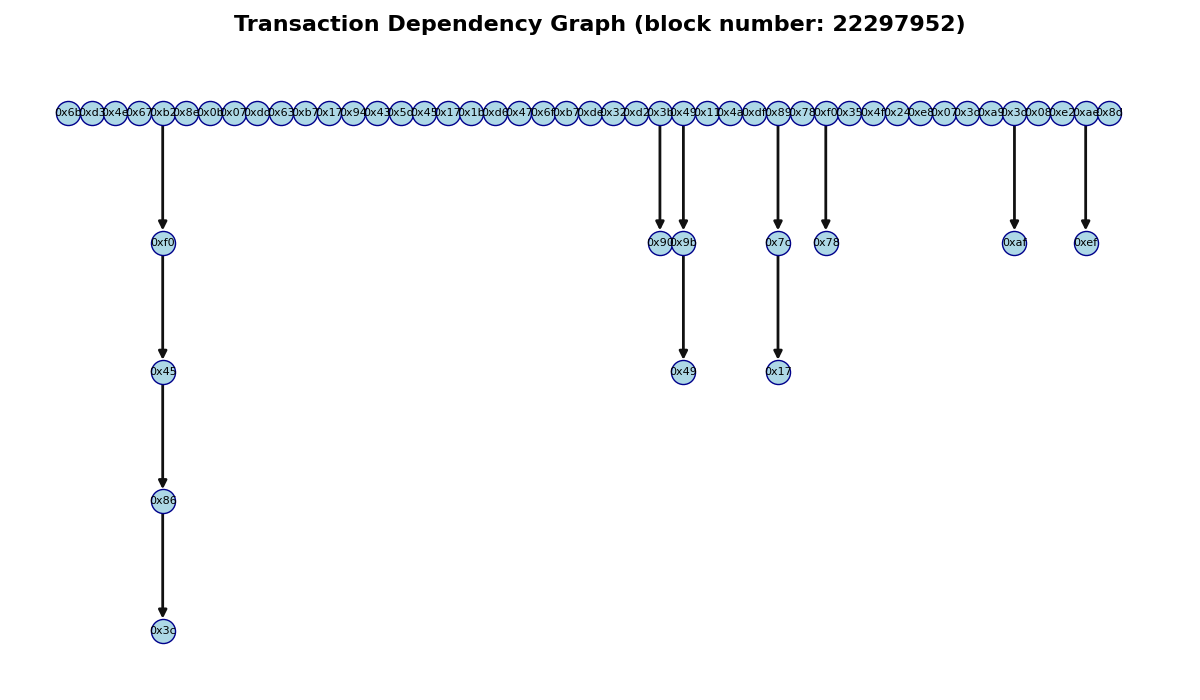 Transaction Dependency Graph (block number: 22297952)
0x6b 0xd3 0x4e 0x67 0xb2 0x8e 0x0b 0x07 0xdc 0x63 0xb7 0x17 0x94 0x43 0x5c 0x45 0x17 0x1b 0xd6 0x47 0x6f 0xb7 0xde 0x32 0xd2 0x3b 0x49 0x11 0x4a 0xdf 0x89 0x78 0xf0 0x35 0x4f 0x24 0xe8 0x07 0x3c 0xa9 0x3c 0x08 0xe2 0xae 0x8d
0xf0 0x90 0x9b 0x7c 0x78 0xaf 0xef
0x45 0x49 0x17
0x86
0x3c